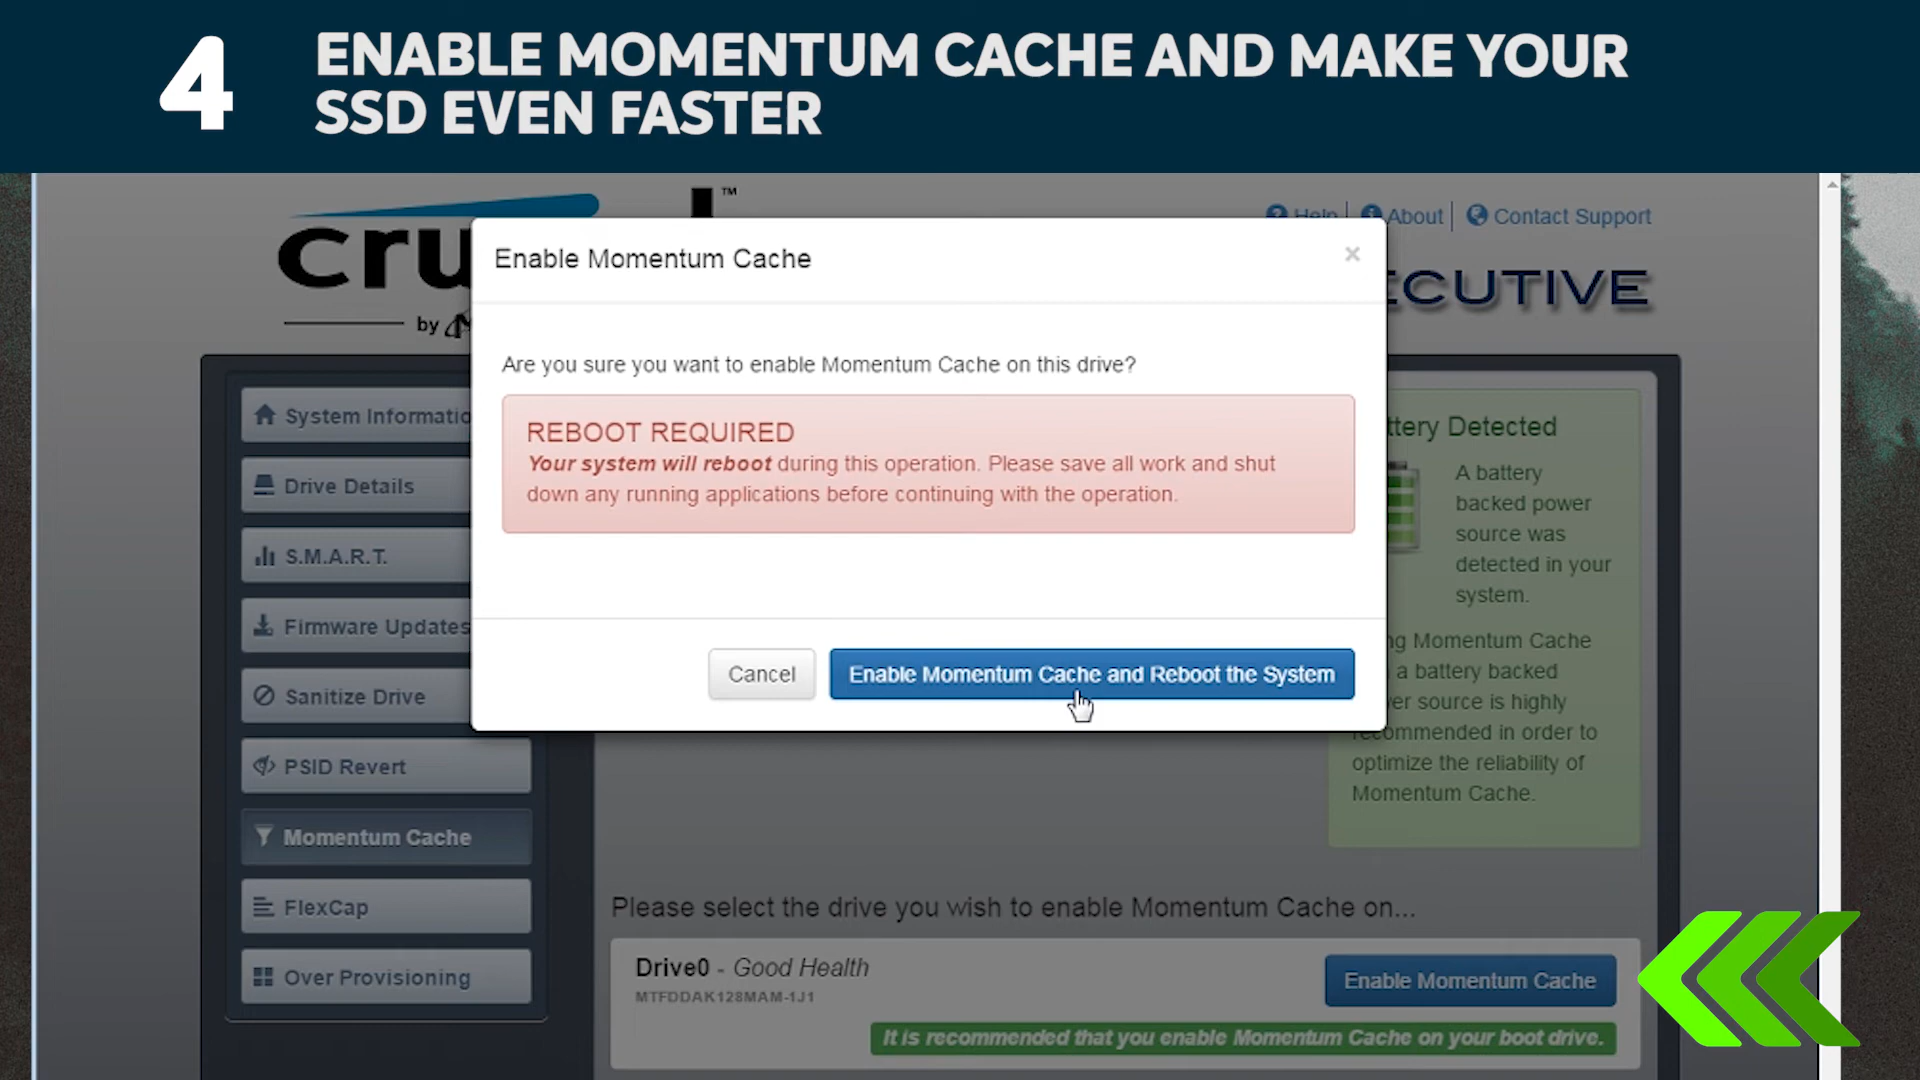 4
ENABLE MOMENTUM CACHE AND MAKE YOUR
SSD EVEN FASTER
cru
™
by
Help
About
Contact Support
ECUTIVE
Enable Momentum Cache
×
Are you sure you want to enable Momentum Cache on this drive?
REBOOT REQUIRED
Your system will reboot during this operation. Please save all work and shut
down any running applications before continuing with the operation.
Cancel
Enable Momentum Cache and Reboot the System
System Informatio
Drive Details
S.M.A.R.T.
Firmware Updates
Sanitize Drive
PSID Revert
Momentum Cache
FlexCap
Over Provisioning
ttery Detected
A battery
backed power
source was
detected in your
system.
ng Momentum Cache
a battery backed
er source is highly
recommended in order to
optimize the reliability of
Momentum Cache.
Please select the drive you wish to enable Momentum Cache on...
Drive0 - Good Health
MTFDDAK128MAM-1J1
Enable Momentum Cache
It is recommended that you enable Momentum Cache on your boot drive.